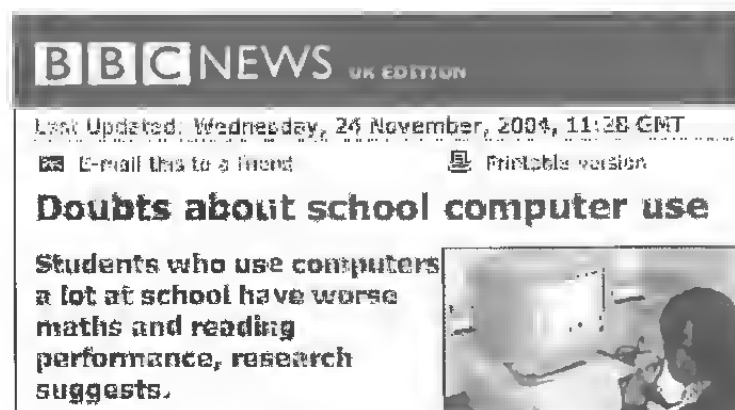 BBC NEWS UK EDITION
Last Updated: Wednesday, 24 November, 2004, 11:28 GMT
E-mail this to a friend Printable version
Doubts about school computer use
Students who use computers
a lot at school have worse
maths and reading
performance, research
suggests.